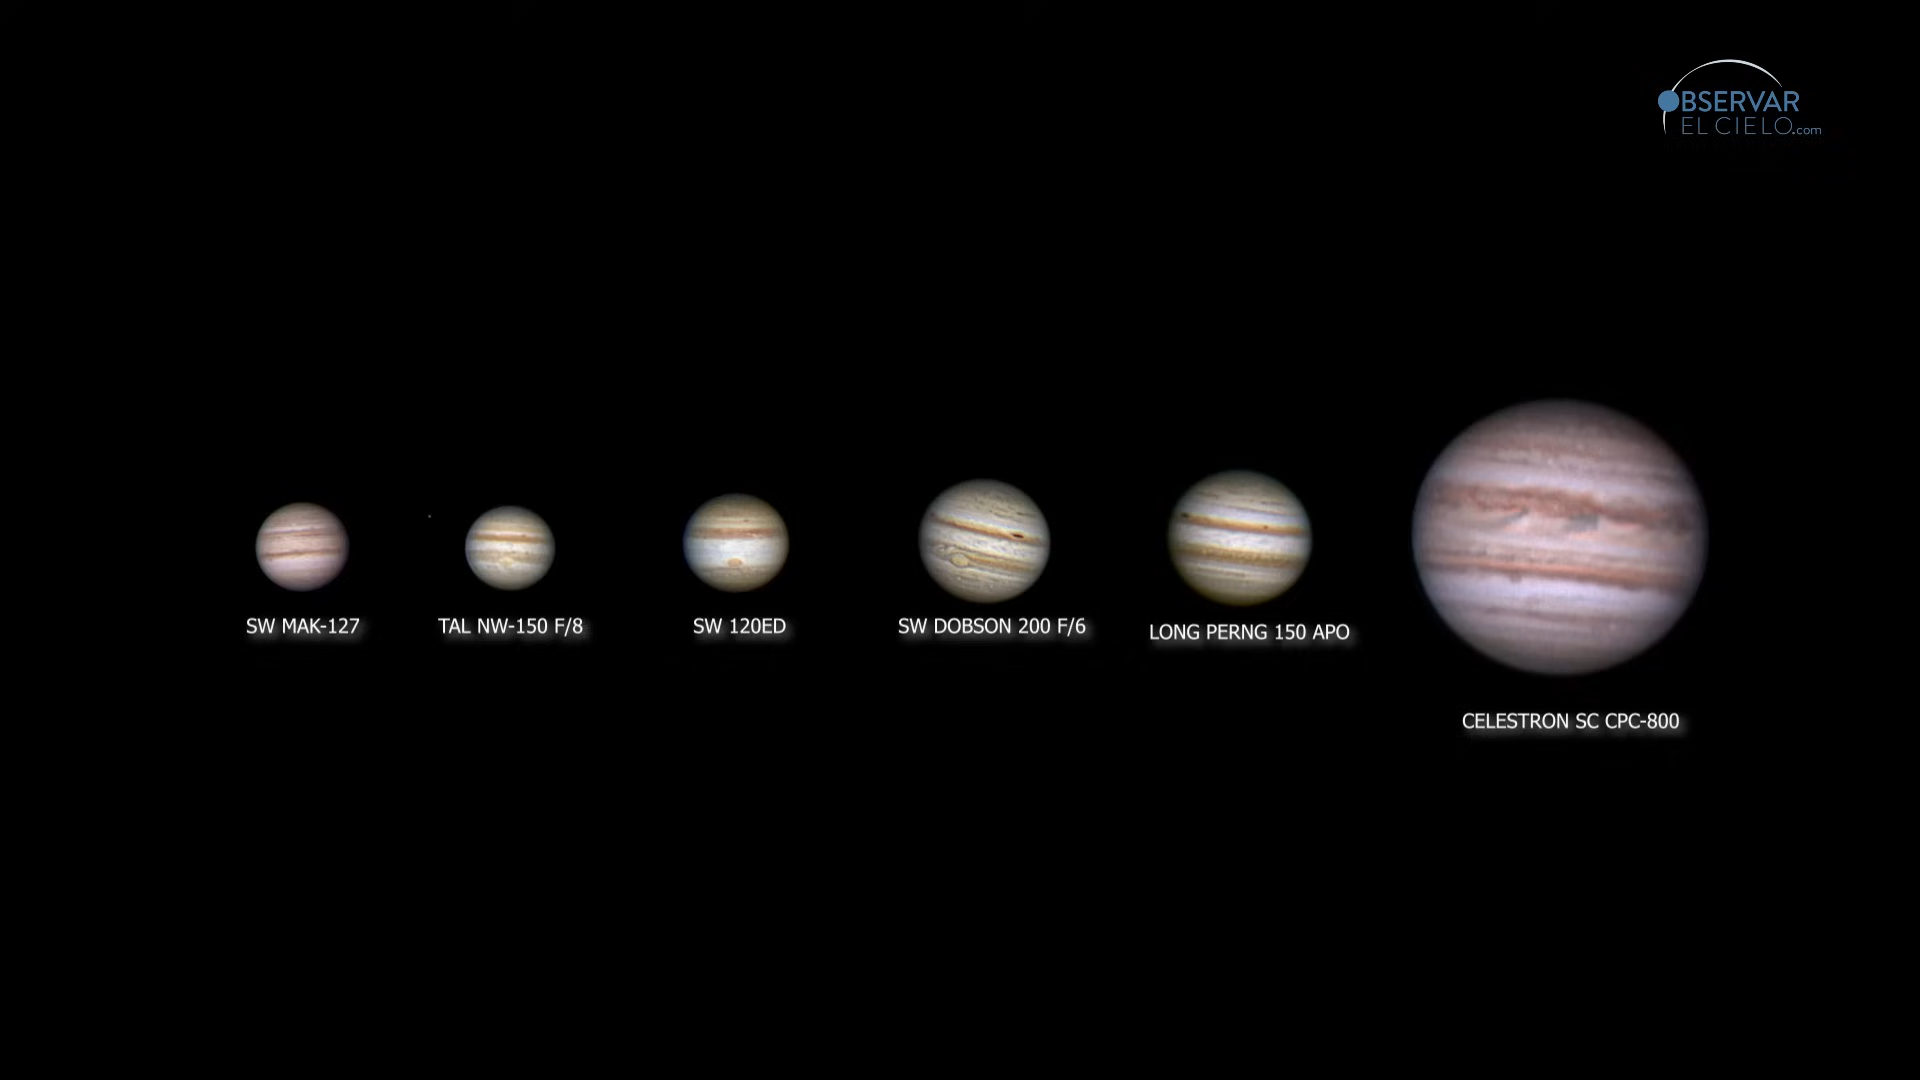 OBSERVAR
EL CIELO.com
SW MAK-127
TAL NW-150 F/8
SW 120ED
SW DOBSON 200 F/6
LONG PERNG 150 APO
CELESTRON SC CPC-800